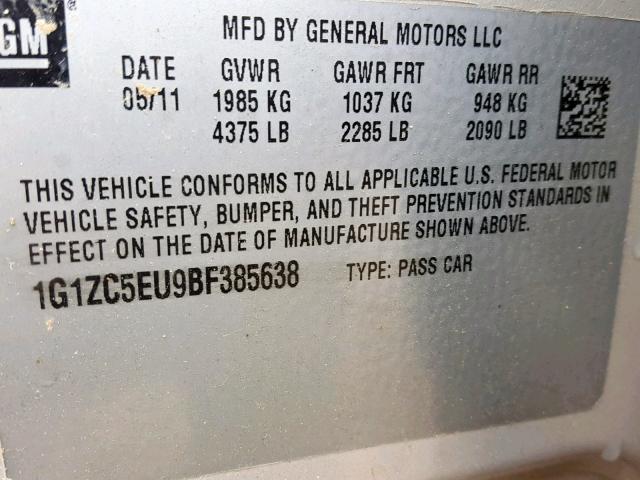 GM
MFD BY GENERAL MOTORS LLC
DATE GVWR GAWR FRT GAWR RR
05/11 1985 KG 1037 KG 948 KG
4375 LB 2285 LB 2090 LB
THIS VEHICLE CONFORMS TO ALL APPLICABLE U.S. FEDERAL MOTOR
VEHICLE SAFETY, BUMPER, AND THEFT PREVENTION STANDARDS IN
EFFECT ON THE DATE OF MANUFACTURE SHOWN ABOVE.
1G1ZC5EU9BF385638 TYPE: PASS CAR